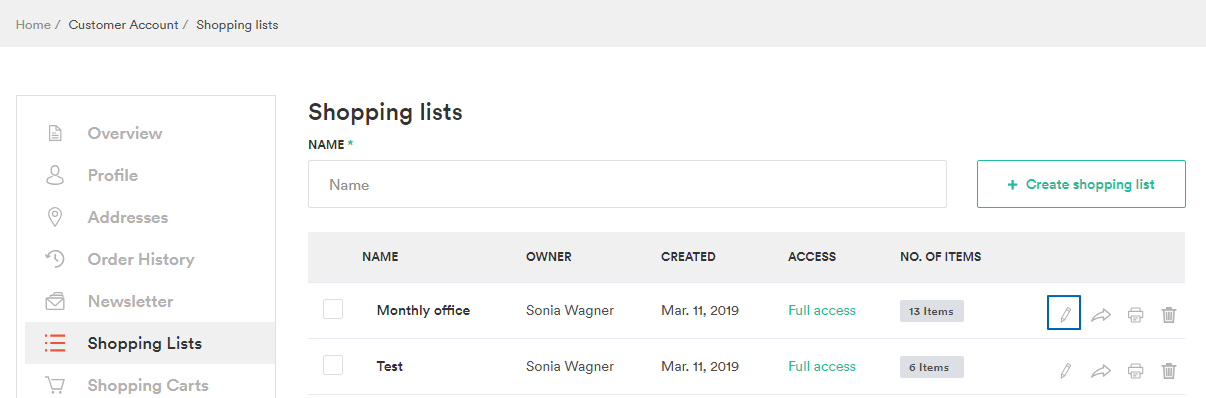 Home / Customer Account / Shopping lists
Overview
Profile
Addresses
Order History
Newsletter
Shopping Lists
Shopping Carts
Shopping lists
NAME *
Name
+ Create shopping list
NAME OWNER CREATED ACCESS NO. OF ITEMS
Monthly office Sonia Wagner Mar. 11, 2019 Full access 13 Items
Test Sonia Wagner Mar. 11, 2019 Full access 6 Items